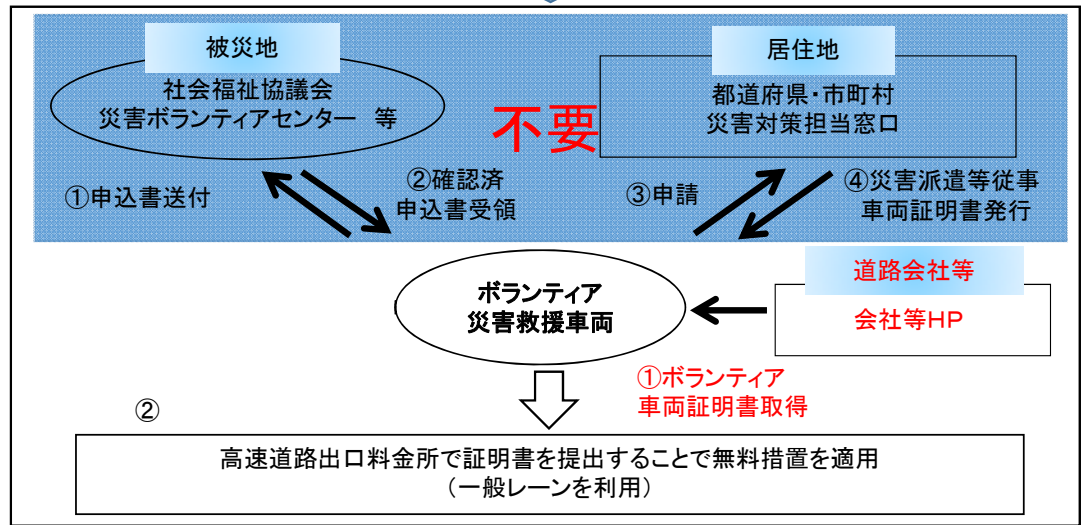 被災地
社会福祉協議会
災害ボランティアセンター 等
居住地
都道府県・市町村
災害対策担当窓口
不要
①申込書送付
②確認済
申込書受領
③申請
④災害派遣等従事
車両証明書発行
ボランティア
災害救援車両
道路会社等
会社等HP
①ボランティア
車両証明書取得
②
高速道路出口料金所で証明書を提出することで無料措置を適用
(一般レーンを利用)